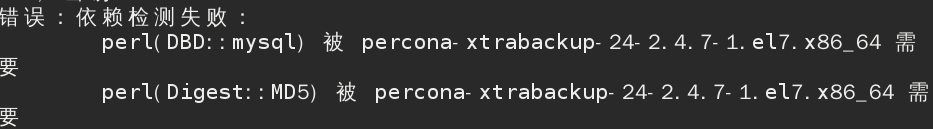 错误：依赖检测失败：
perl(DBD::mysql) 被 percona-xtrabackup-24-2.4.7-1.el7.x86_64 需
要
perl(Digest::MD5) 被 percona-xtrabackup-24-2.4.7-1.el7.x86_64 需
要